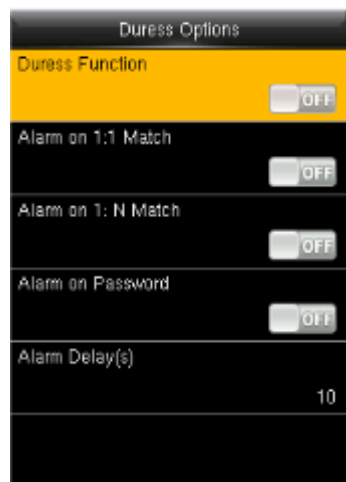 Duress Options
Duress Function
OFF
Alarm on 1:1 Match
OFF
Alarm on 1: N Match
OFF
Alarm on Password
OFF
Alarm Delay(s)
10